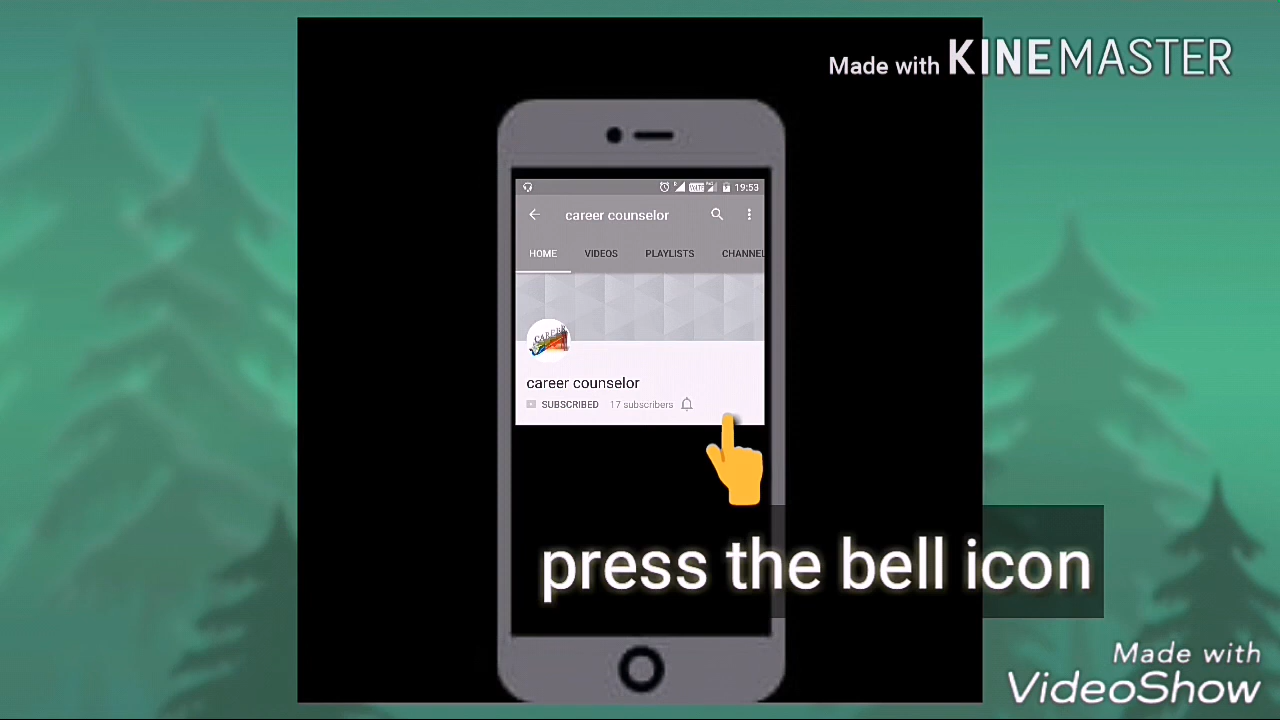 Made with KINEMASTER
19:53
career counselor
HOME VIDEOS PLAYLISTS CHANNEL
CAREER
career counselor
SUBSCRIBED 17 subscribers
press the bell icon
Made with
VideoShow